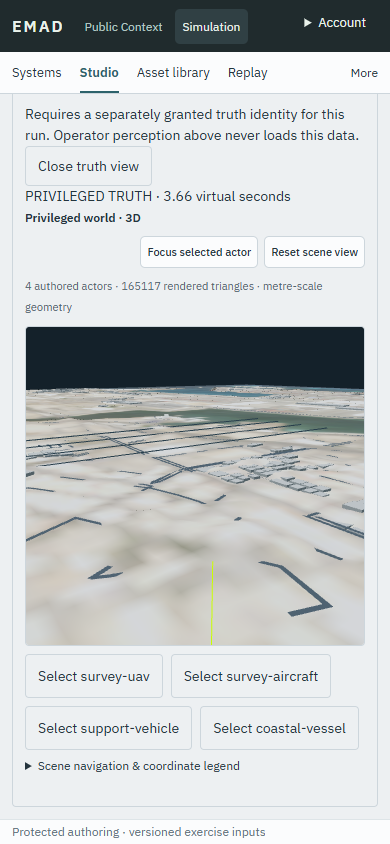 EMAD Public Context Simulation ▶ Account
Systems Studio Asset library Replay More
Requires a separately granted truth identity for this
run. Operator perception above never loads this data.
Close truth view
PRIVILEGED TRUTH · 3.66 virtual seconds
Privileged world · 3D
Focus selected actor Reset scene view
4 authored actors · 165117 rendered triangles · metre-scale
geometry
Select survey-uav Select survey-aircraft
Select support-vehicle Select coastal-vessel
▶ Scene navigation & coordinate legend
Protected authoring · versioned exercise inputs